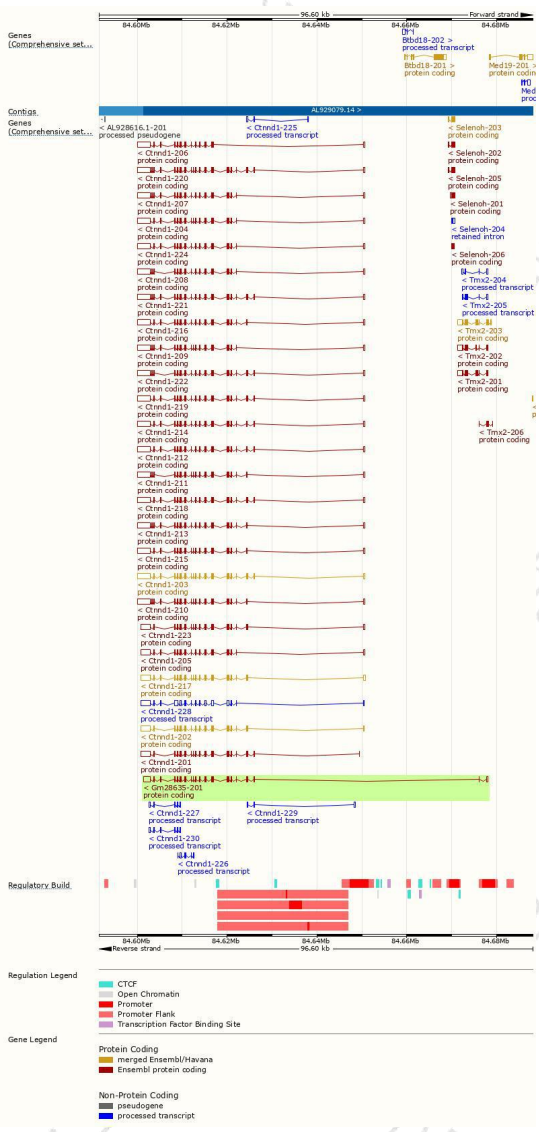 96.60 kb
Forward strand
84.60Mb 84.62Mb 84.64Mb 84.66Mb 84.68Mb
Genes
(Comprehensive set...
Btbd18-202 >
processed transcript
Btbd18-201 > Med19-201 >
protein coding protein codin
Med
proc
Contigs
AL929079.14 >
Genes
(Comprehensive set...
< AL928616.1-201 < Ctnnd1-225 < Selenoh-203
processed pseudogene processed transcript protein coding
< Ctnnd1-206 < Selenoh-202
protein coding protein coding
< Ctnnd1-220 < Selenoh-205
protein coding protein coding
< Ctnnd1-207 < Selenoh-201
protein coding protein coding
< Ctnnd1-204 < Selenoh-204
protein coding retained intron
< Ctnnd1-224 < Selenoh-206
protein coding protein coding
< Ctnnd1-208 < Tmx2-204
protein coding processed transcript
< Ctnnd1-221 < Tmx2-205
protein coding processed transcript
< Ctnnd1-216 < Tmx2-203
protein coding protein coding
< Ctnnd1-209 < Tmx2-202
protein coding protein coding
< Ctnnd1-222 < Tmx2-201
protein coding protein coding
< Ctnnd1-219
protein coding
< Ctnnd1-214 < Tmx2-206
protein coding protein coding
< Ctnnd1-212
protein coding
< Ctnnd1-211
protein coding
< Ctnnd1-218
protein coding
< Ctnnd1-213
protein coding
< Ctnnd1-215
protein coding
< Ctnnd1-203
protein coding
< Ctnnd1-210
protein coding
< Ctnnd1-223
protein coding
< Ctnnd1-205
protein coding
< Ctnnd1-217
protein coding
< Ctnnd1-228
processed transcript
< Ctnnd1-202
protein coding
< Ctnnd1-201
protein coding
< Gm28635-201
protein coding
< Ctnnd1-227 < Ctnnd1-229
processed transcript processed transcript
< Ctnnd1-230
processed transcript
< Ctnnd1-226
processed transcript
Regulatory Build
84.60Mb 84.62Mb 84.64Mb 84.66Mb 84.68Mb
Reverse strand 96.60 kb
Regulation Legend
CTCF
Open Chromatin
Promoter
Promoter Flank
Transcription Factor Binding Site
Gene Legend
Protein Coding
merged Ensembl/Havana
Ensembl protein coding
Non-Protein Coding
pseudogene
processed transcript